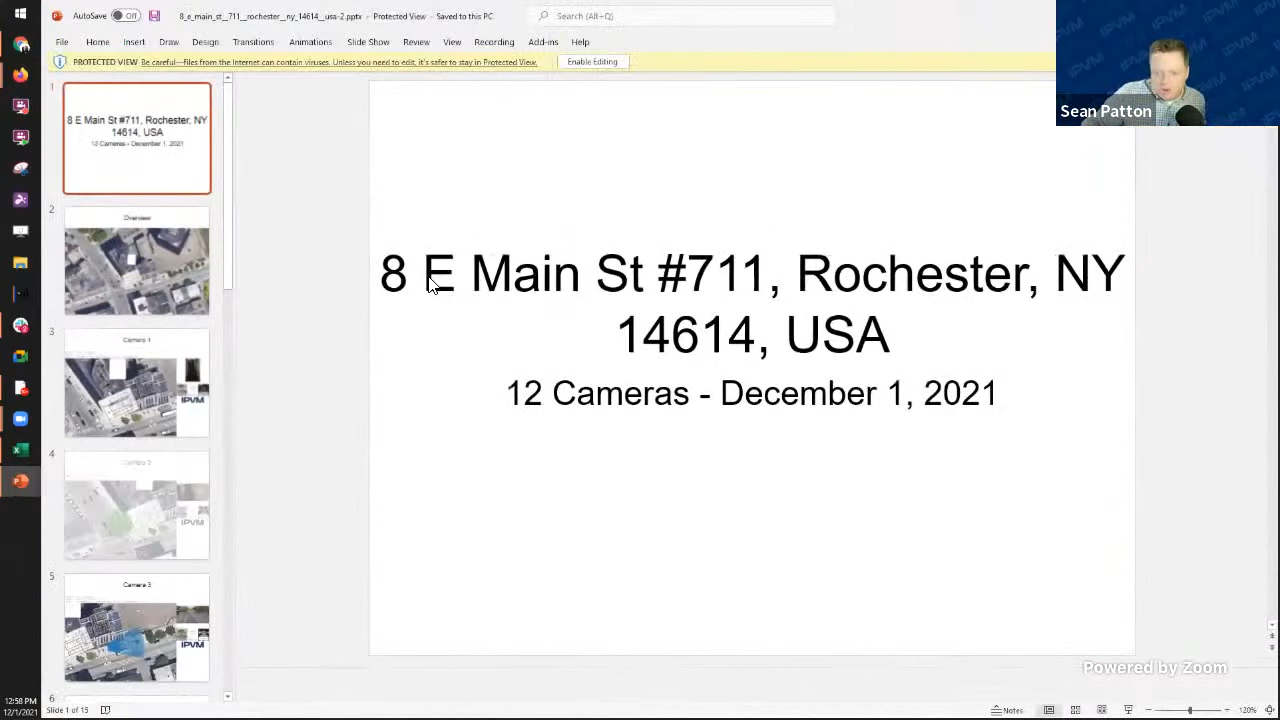 AutoSave Off
8_e_main_st_711_rochester_ny_14614_usa-2.pptx • Protected View • Saved to this PC
Search (Alt+Q)
File Home Insert Draw Design Transitions Animations Slide Show Review View Recording Add-ins Help
PROTECTED VIEW Be careful—files from the Internet can contain viruses. Unless you need to edit, it's safer to stay in Protected View. Enable Editing
Sean Patton
1
8 E Main St #711, Rochester, NY
14614, USA
12 Cameras - December 1, 2021
2
Overview
3
Camera 1
IPVM
4
Camera 2
IPVM
5
Camera 3
IPVM
6
8 E Main St #711, Rochester, NY
14614, USA
12 Cameras - December 1, 2021
Powered by Zoom
12:58 PM
12/1/2021
Slide 1 of 15
Notes
120%